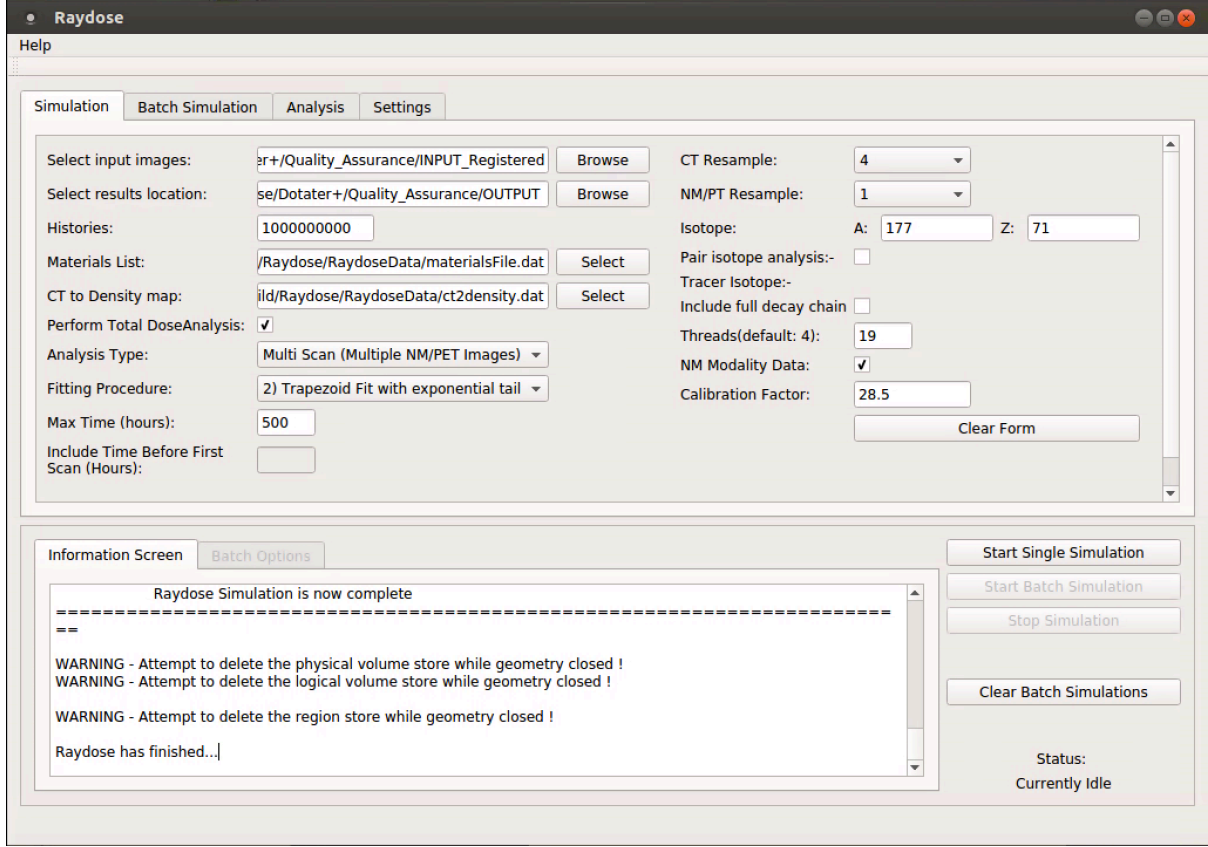 Raydose
Help
Simulation
Batch Simulation
Analysis
Settings
Select input images:
er+/Quality_Assurance/INPUT_Registered
Browse
Select results location:
se/Dotater+/Quality_Assurance/OUTPUT
Browse
Histories:
1000000000
Materials List:
/Raydose/RaydoseData/materialsFile.dat
Select
CT to Density map:
ild/Raydose/RaydoseData/ct2density.dat
Select
Perform Total DoseAnalysis:
Analysis Type:
Multi Scan (Multiple NM/PET Images)
Fitting Procedure:
2) Trapezoid Fit with exponential tail
Max Time (hours):
500
Include Time Before First
Scan (Hours):
CT Resample:
4
NM/PT Resample:
1
Isotope:
A: 177
Z: 71
Pair isotope analysis:-
Tracer Isotope:-
Include full decay chain
Threads(default: 4):
19
NM Modality Data:
Calibration Factor:
28.5
Clear Form
Information Screen
Batch Options
Raydose Simulation is now complete
=======================================================================
==
WARNING - Attempt to delete the physical volume store while geometry closed !
WARNING - Attempt to delete the logical volume store while geometry closed !
WARNING - Attempt to delete the region store while geometry closed !
Raydose has finished...
Start Single Simulation
Start Batch Simulation
Stop Simulation
Clear Batch Simulations
Status:
Currently Idle